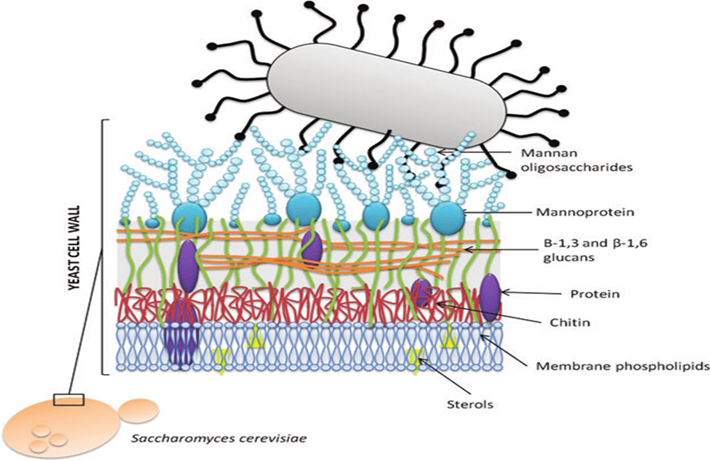 Mannan
oligosaccharides
Mannoprotein
B-1,3 and β-1,6
glucans
Protein
Chitin
Membrane phospholipids
Sterols
YEAST CELL WALL
Saccharomyces cerevisiae